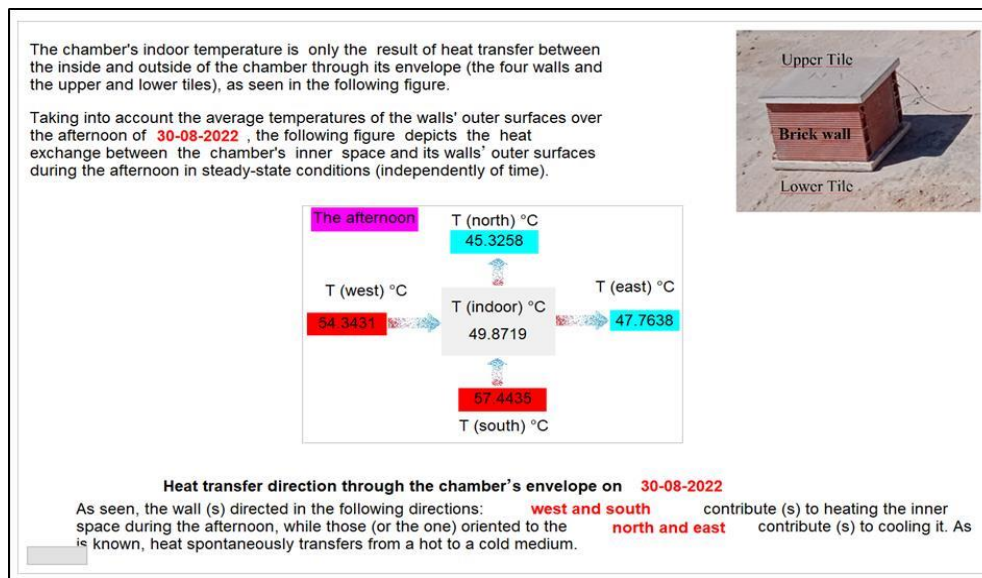 The chamber's indoor temperature is only the result of heat transfer between
the inside and outside of the chamber through its envelope (the four walls and
the upper and lower tiles), as seen in the following figure.
Taking into account the average temperatures of the walls' outer surfaces over
the afternoon of 30-08-2022 , the following figure depicts the heat
exchange between the chamber's inner space and its walls' outer surfaces
during the afternoon in steady-state conditions (independently of time).
Upper Tile
Brick wall
Lower Tile
The afternoon
T (north) °C
45.3258
T (west) °C
54.3431
T (indoor) °C
49.8719
T (east) °C
47.7638
57.4435
T (south) °C
Heat transfer direction through the chamber's envelope on 30-08-2022
As seen, the wall (s) directed in the following directions: west and south contribute (s) to heating the inner
space during the afternoon, while those (or the one) oriented to the north and east contribute (s) to cooling it. As
is known, heat spontaneously transfers from a hot to a cold medium.